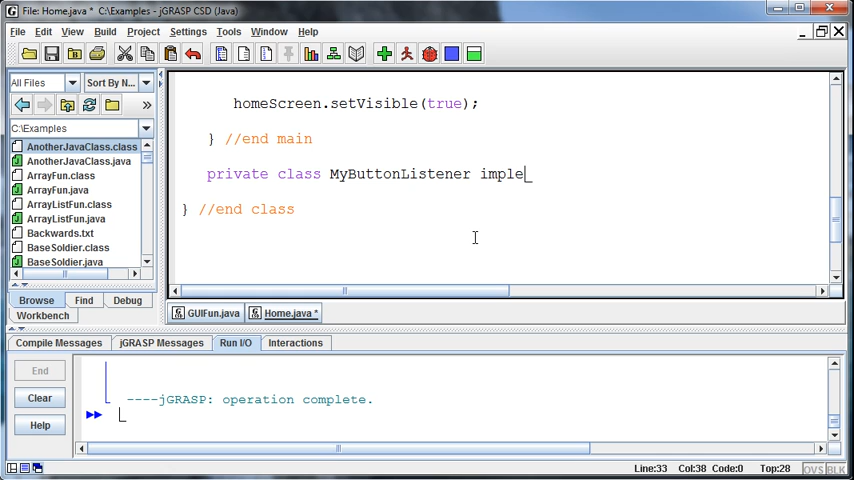 File: Home.java * C:\Examples - jGRASP CSD (Java)
File Edit View Build Project Settings Tools Window Help
All Files Sort By N...
C:\Examples
AnotherJavaClass.class
AnotherJavaClass.java
ArrayFun.class
ArrayFun.java
ArrayListFun.class
ArrayListFun.java
Backwards.txt
BaseSoldier.class
BaseSoldier.java
Browse Find Debug
Workbench
homeScreen.setVisible(true);
} //end main
private class MyButtonListener imple
} //end class
GUIFun.java Home.java *
Compile Messages jGRASP Messages Run I/O Interactions
End
Clear
Help
----jGRASP: operation complete.
Line:33 Col:38 Code:0 Top:28 OVS BLK